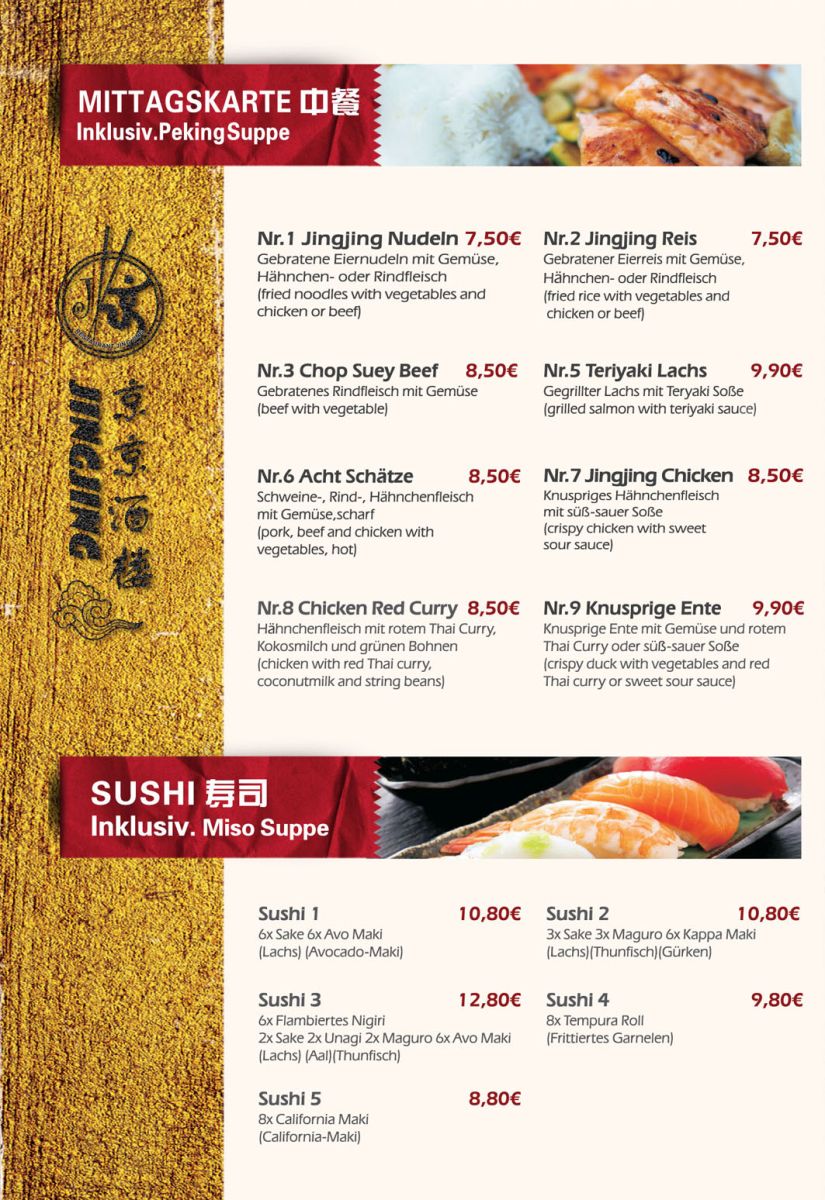 MITTAGSKARTE 中餐
Inklusiv.Peking Suppe
JINGJING
京京酒楼
Nr.1 Jingjing Nudeln 7,50€
Gebratene Eiernudeln mit Gemüse,
Hähnchen- oder Rindfleisch
(fried noodles with vegetables and
chicken or beef)
Nr.2 Jingjing Reis 7,50€
Gebratener Eierreis mit Gemüse,
Hähnchen- oder Rindfleisch
(fried rice with vegetables and
chicken or beef)
Nr.3 Chop Suey Beef 8,50€
Gebratenes Rindfleisch mit Gemüse
(beef with vegetable)
Nr.5 Teriyaki Lachs 9,90€
Gegrillter Lachs mit Teryaki Soße
(grilled salmon with teriyaki sauce)
Nr.6 Acht Schätze 8,50€
Schweine-, Rind-, Hähnchenfleisch
mit Gemüse,scharf
(pork, beef and chicken with
vegetables, hot)
Nr.7 Jingjing Chicken 8,50€
Knuspriges Hähnchenfleisch
mit süß-sauer Soße
(crispy chicken with sweet
sour sauce)
Nr.8 Chicken Red Curry 8,50€
Hähnchenfleisch mit rotem Thai Curry,
Kokosmilch und grünen Bohnen
(chicken with red Thai curry,
coconutmilk and string beans)
Nr.9 Knusprige Ente 9,90€
Knusprige Ente mit Gemüse und rotem
Thai Curry oder süß-sauer Soße
(crispy duck with vegetables and red
Thai curry or sweet sour sauce)
SUSHI 寿司
Inklusiv. Miso Suppe
Sushi 1 10,80€
6x Sake 6x Avo Maki
(Lachs) (Avocado-Maki)
Sushi 2 10,80€
3x Sake 3x Maguro 6x Kappa Maki
(Lachs)(Thunfisch)(Gürken)
Sushi 3 12,80€
6x Flambiertes Nigiri
2x Sake 2x Unagi 2x Maguro 6x Avo Maki
(Lachs) (Aal)(Thunfisch)
Sushi 4 9,80€
8x Tempura Roll
(Frittiertes Garnelen)
Sushi 5 8,80€
8x California Maki
(California-Maki)